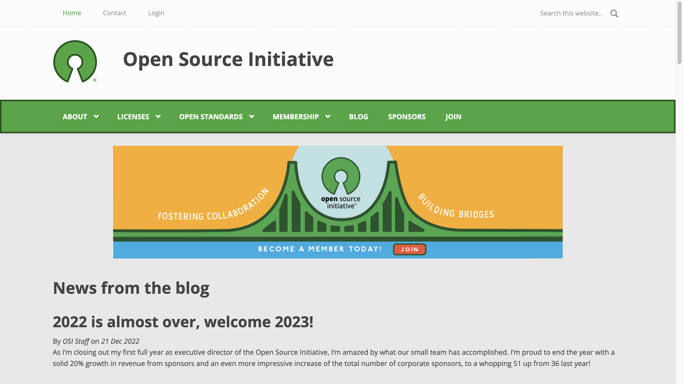 Home Contact Login Search this website..
Open Source Initiative
ABOUT LICENSES OPEN STANDARDS MEMBERSHIP BLOG SPONSORS JOIN
FOSTERING COLLABORATION
open source
initiative
BUILDING BRIDGES
BECOME A MEMBER TODAY! JOIN
News from the blog
2022 is almost over, welcome 2023!
By OSI Staff on 21 Dec 2022
As I'm closing out my first full year as executive director of the Open Source Initiative, I'm amazed by what our small team has accomplished. I'm proud to end the year with a
solid 20% growth in revenue from sponsors and an even more impressive increase of the total number of corporate sponsors, to a whopping 51 up from 36 last year!